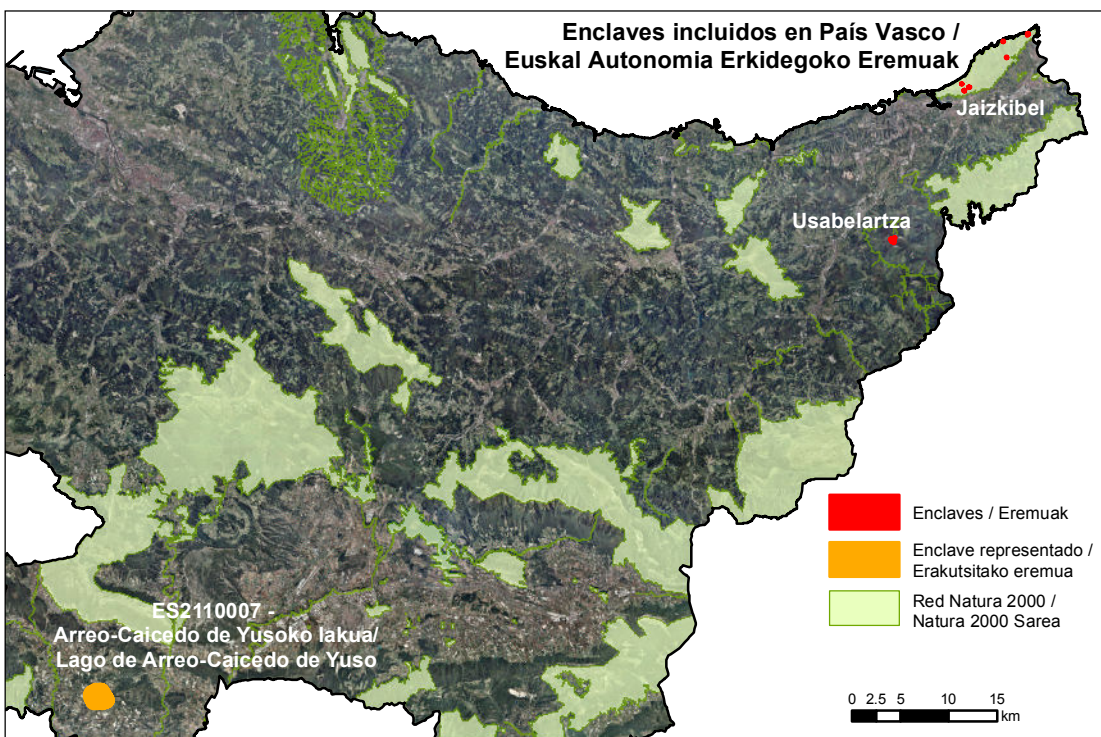 Enclaves incluidos en País Vasco /
Euskal Autonomia Erkidegoko Eremuak
Jaizkibel
Usabelartza
Enclaves / Eremuak
Enclave representado /
Erakutsitako eremua
Red Natura 2000 /
Natura 2000 Sarea
ES2110007 -
Arreo-Caicedo de Yusoko lakua/
Lago de Arreo-Caicedo de Yuso
0 2.5 5 10 15
km